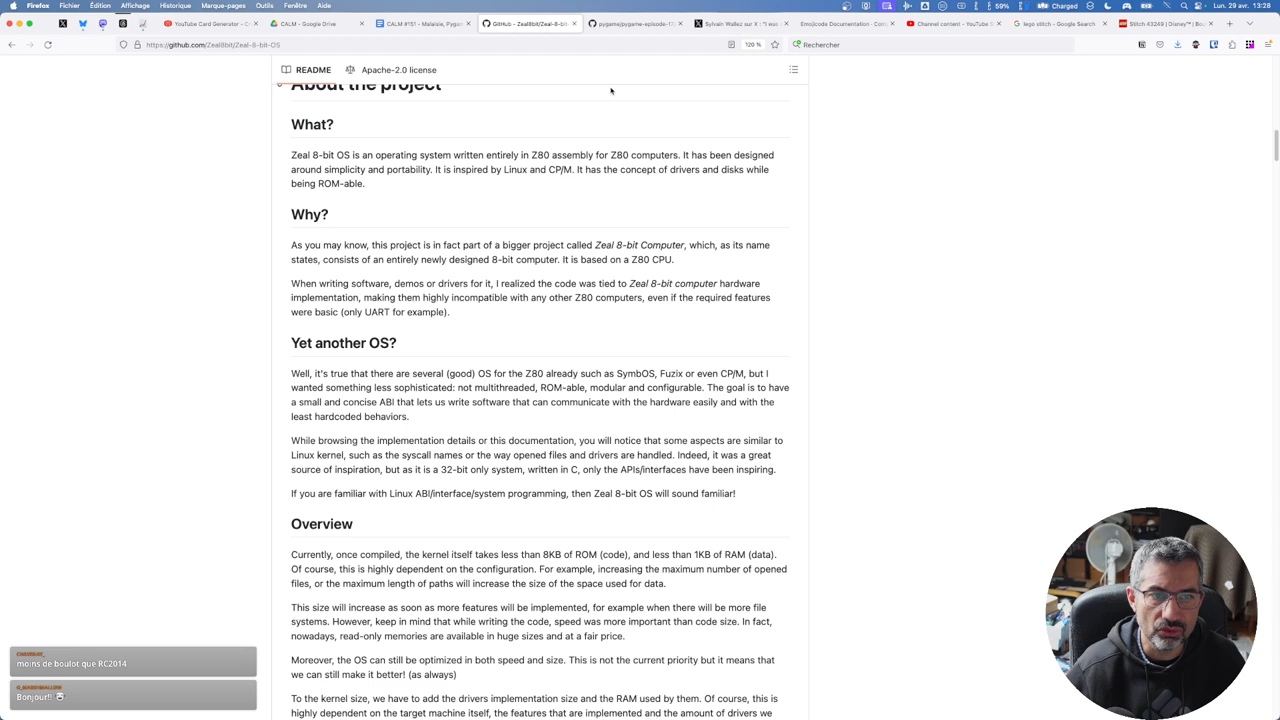 Firefox Fichier Édition Affichage Historique Marque-pages Outils Fenêtre Aide
59% Charged Lun. 29 avr. 13:28
YouTube Card Generator - C
CALM - Google Drive
CALM #151 - Malaisie, Pygam
GitHub - Zeal8bit/Zeal-8-bit-
pygame/pygame-episode-17
Sylvain Wallez sur X : "I was
Emojicode Documentation - Com
Channel content - YouTube S
lego stitch - Google Search
Stitch 43249 | Disney™ | Bo
https://github.com/Zeal8bit/Zeal-8-bit-OS
120 %
Rechercher
README
Apache-2.0 license
About the project
What?
Zeal 8-bit OS is an operating system written entirely in Z80 assembly for Z80 computers. It has been designed
around simplicity and portability. It is inspired by Linux and CP/M. It has the concept of drivers and disks while
being ROM-able.
Why?
As you may know, this project is in fact part of a bigger project called Zeal 8-bit Computer, which, as its name
states, consists of an entirely newly designed 8-bit computer. It is based on a Z80 CPU.
When writing software, demos or drivers for it, I realized the code was tied to Zeal 8-bit computer hardware
implementation, making them highly incompatible with any other Z80 computers, even if the required features
were basic (only UART for example).
Yet another OS?
Well, it's true that there are several (good) OS for the Z80 already such as SymbOS, Fuzix or even CP/M, but I
wanted something less sophisticated: not multithreaded, ROM-able, modular and configurable. The goal is to have
a small and concise ABI that lets us write software that can communicate with the hardware easily and with the
least hardcoded behaviors.
While browsing the implementation details or this documentation, you will notice that some aspects are similar to
Linux kernel, such as the syscall names or the way opened files and drivers are handled. Indeed, it was a great
source of inspiration, but as it is a 32-bit only system, written in C, only the APIs/interfaces have been inspiring.
If you are familiar with Linux ABI/interface/system programming, then Zeal 8-bit OS will sound familiar!
Overview
Currently, once compiled, the kernel itself takes less than 8KB of ROM (code), and less than 1KB of RAM (data).
Of course, this is highly dependent on the configuration. For example, increasing the maximum number of opened
files, or the maximum length of paths will increase the size of the space used for data.
This size will increase as soon as more features will be implemented, for example when there will be more file
systems. However, keep in mind that while writing the code, speed was more important than code size. In fact,
nowadays, read-only memories are available in huge sizes and at a fair price.
Moreover, the OS can still be optimized in both speed and size. This is not the current priority but it means that
we can still make it better! (as always)
To the kernel size, we have to add the drivers implementation size and the RAM used by them. Of course, this is
highly dependent on the target machine itself, the features that are implemented and the amount of drivers we
moins de boulot que RC2014
Bonjour!!